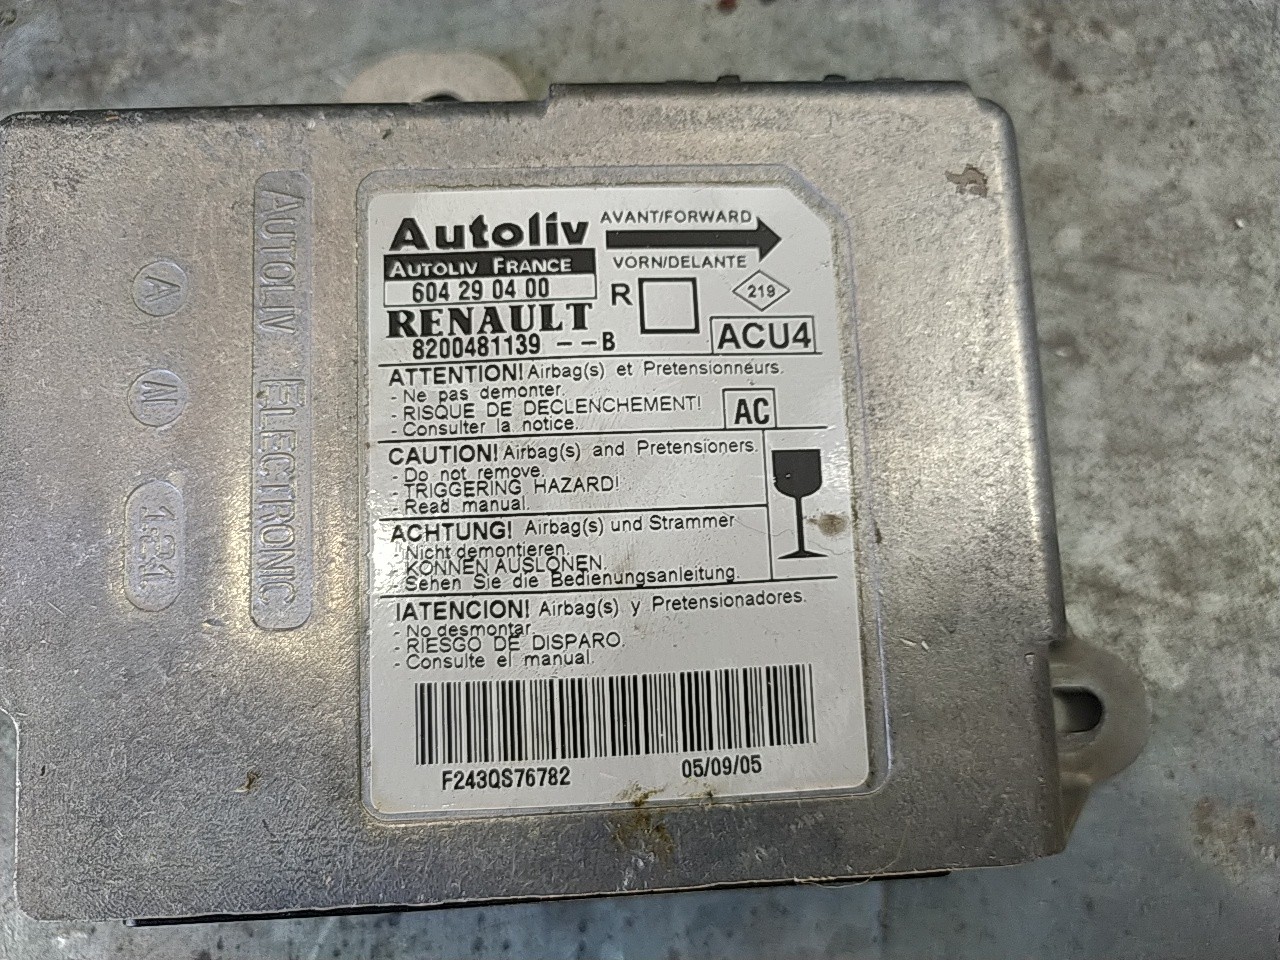 Autoliv
AUTOLIV FRANCE
604 29 04 00
RENAULT
8200481139 --B
AVANT/FORWARD
VORN/DELANTE
R
219
ACU4
ATTENTION! Airbag(s) et Pretensionneurs.
- Ne pas demonter.
- RISQUE DE DECLENCHEMENT!
- Consulter la notice.
AC
CAUTION! Airbag(s) and Pretensioners.
- Do not remove.
- TRIGGERING HAZARD!
- Read manual.
ACHTUNG! Airbag(s) und Strammer
- Nicht demontieren.
- KONNEN AUSLONEN.
- Sehen Sie die Bedienungsanleitung.
!ATENCION! Airbag(s) y Pretensionadores.
- No desmontar.
- RIESGO DE DISPARO.
- Consulte el manual.
F243QS76782
05/09/05
AUTOLIV ELECTRONIC
A
M
121